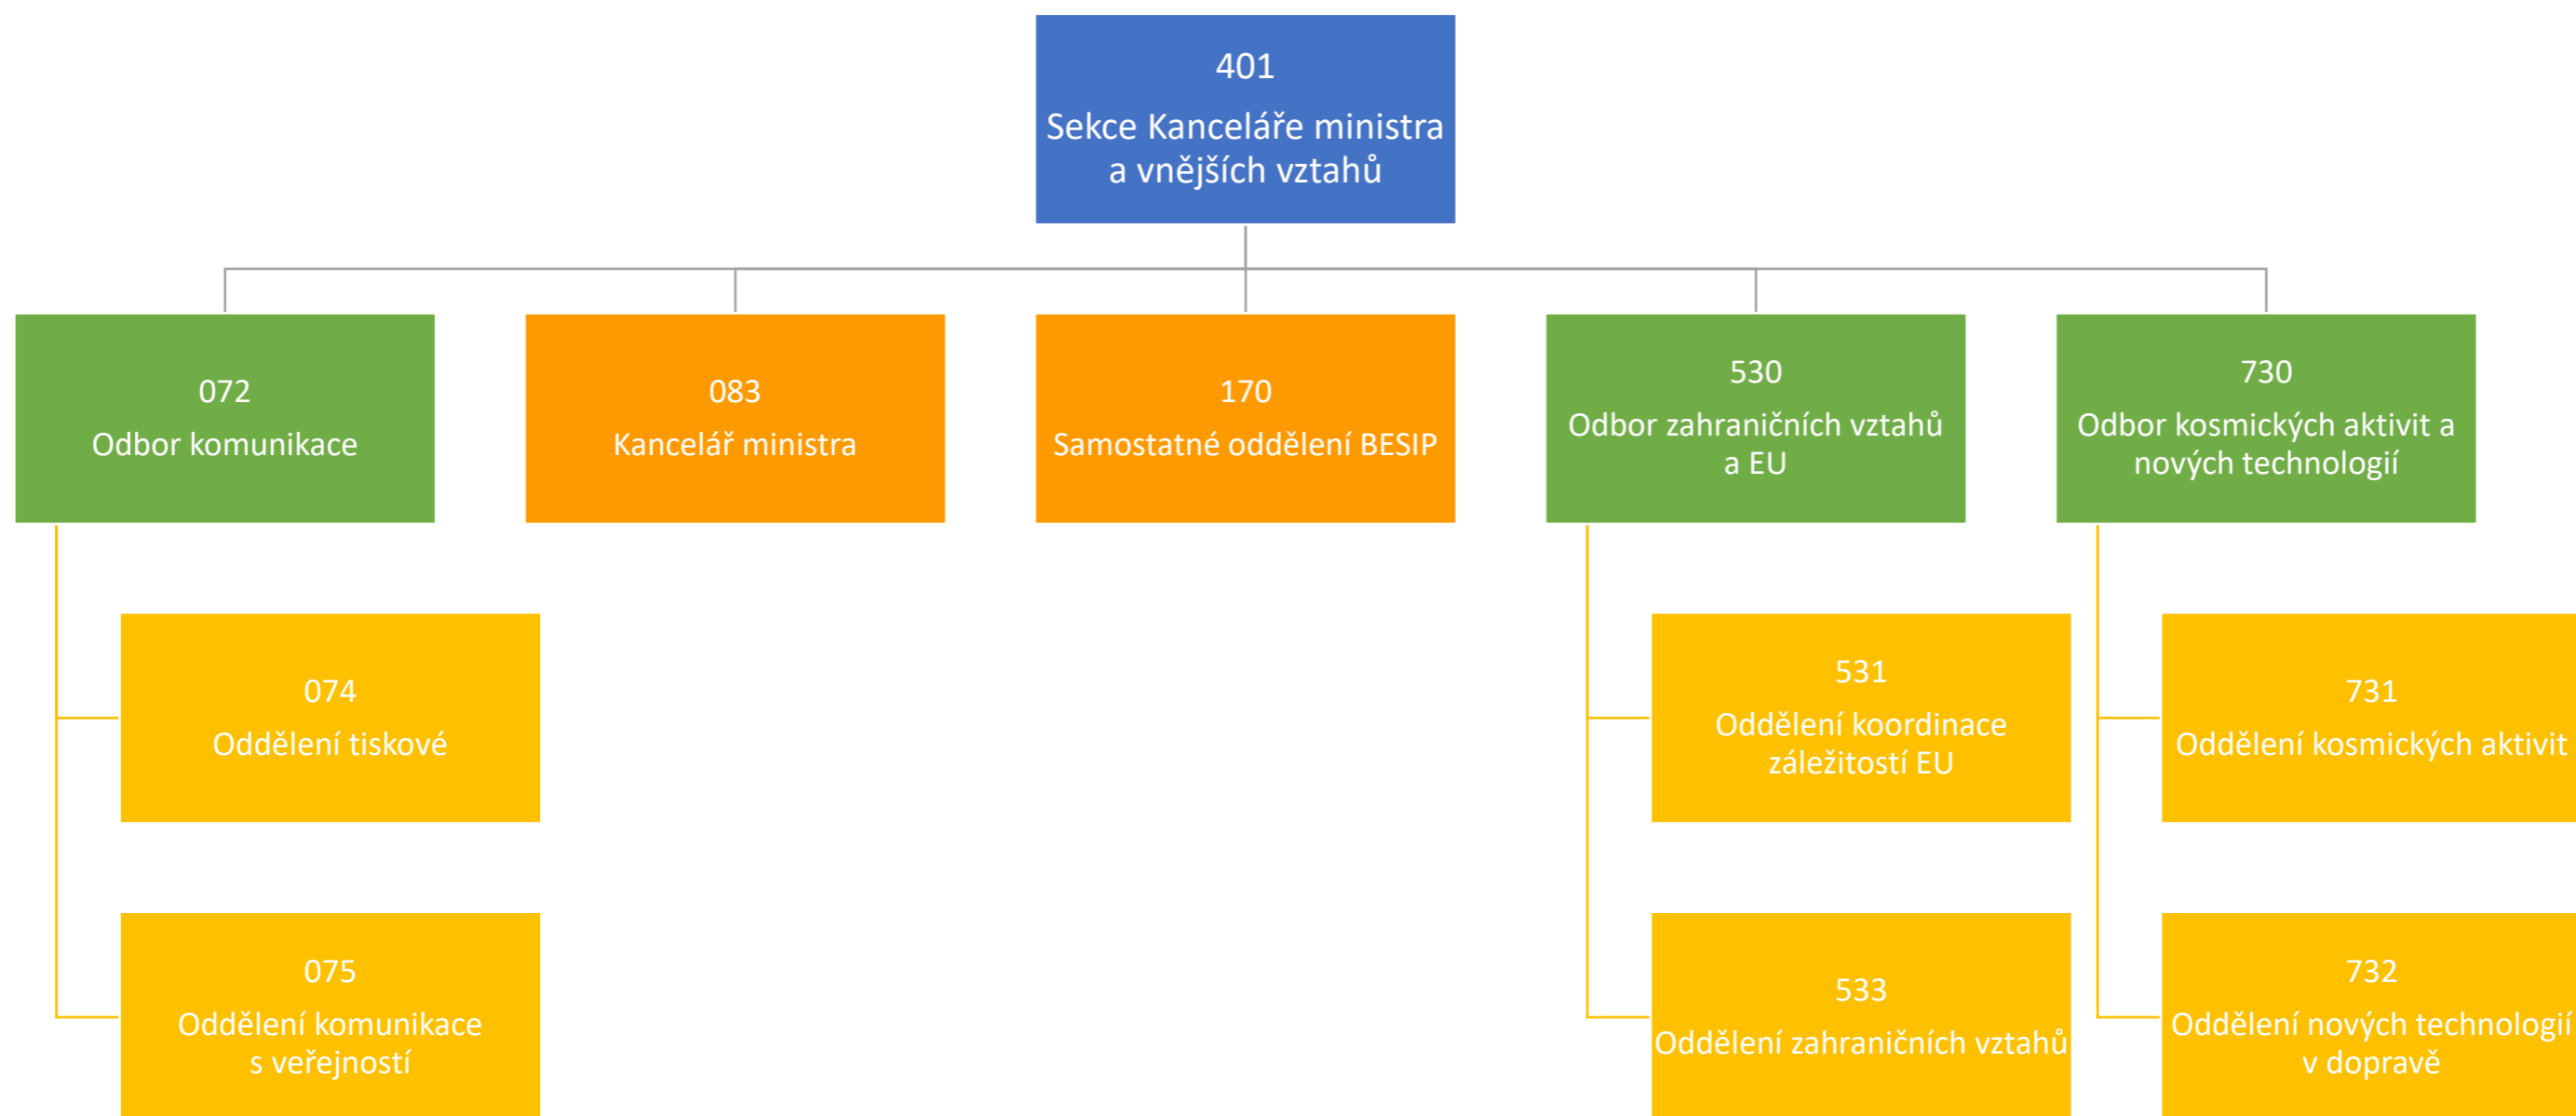 401
Sekce Kanceláře ministra
a vnějších vztahů
072
Odbor komunikace
083
Kancelář ministra
170
Samostatné oddělení BESIP
530
Odbor zahraničních vztahů
a EU
730
Odbor kosmických aktivit a
nových technologií
074
Oddělení tiskové
531
Oddělení koordinace
záležitostí EU
731
Oddělení kosmických aktivit
075
Oddělení komunikace
s veřejností
533
Oddělení zahraničních vztahů
732
Oddělení nových technologií
v dopravě